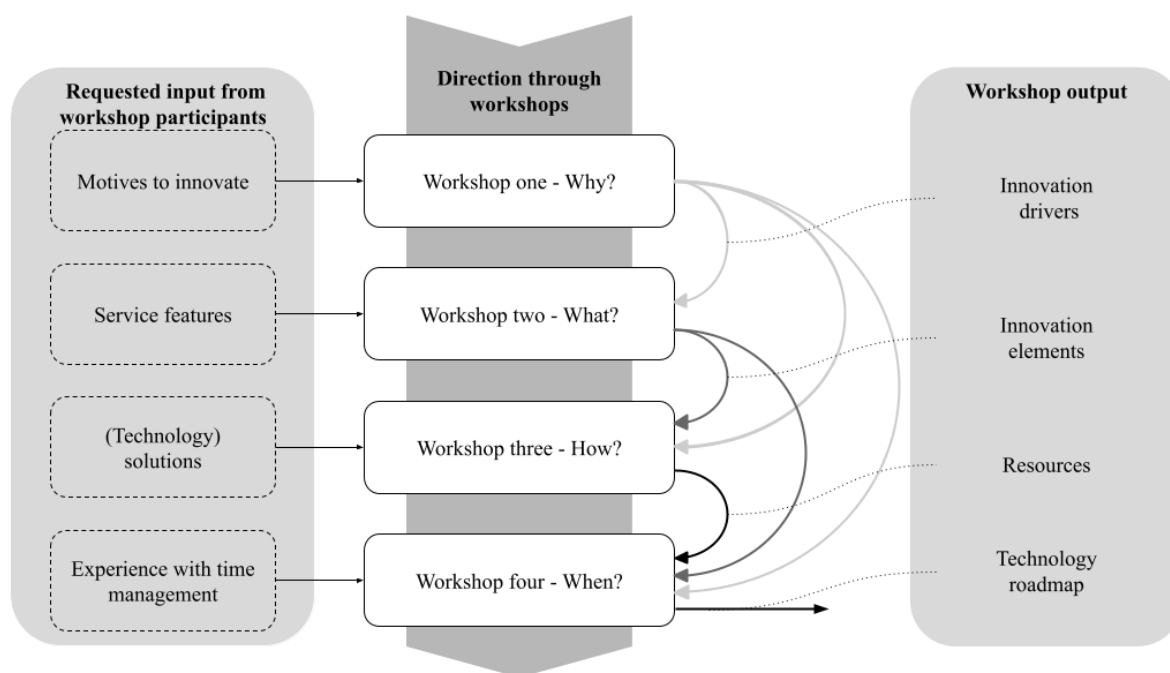 Requested input from
workshop participants
Motives to innovate
Service features
(Technology)
solutions
Experience with time
management
Direction through
workshops
Workshop one - Why?
Workshop two - What?
Workshop three - How?
Workshop four - When?
Workshop output
Innovation
drivers
Innovation
elements
Resources
Technology
roadmap